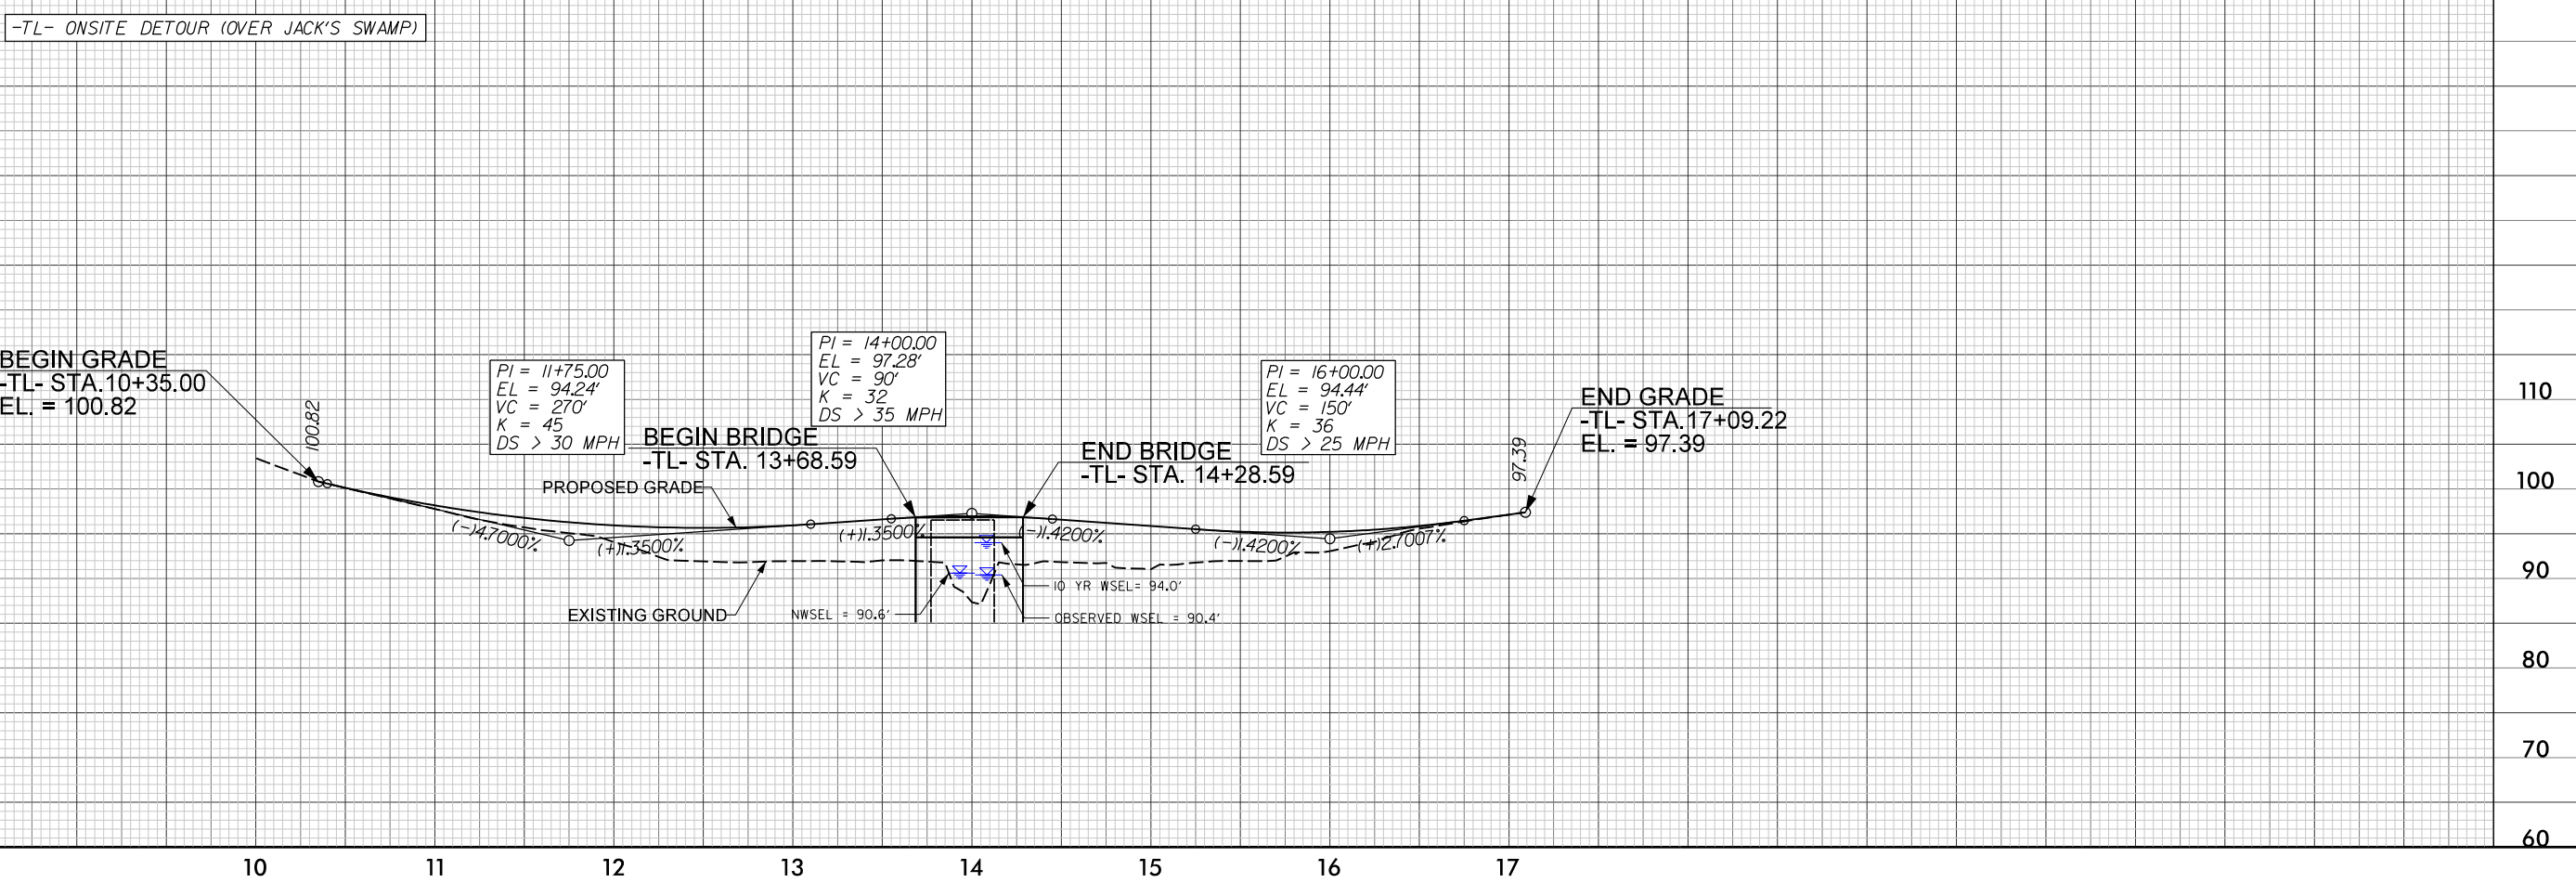 -TL- ONSITE DETOUR (OVER JACK'S SWAMP)
BEGIN GRADE
-TL- STA.10+35.00
EL. = 100.82
100.82
PI = 11+75.00
EL = 94.24'
VC = 270'
K = 45
DS > 30 MPH
PI = 14+00.00
EL = 97.28'
VC = 90'
K = 32
DS > 35 MPH
BEGIN BRIDGE
-TL- STA. 13+68.59
END BRIDGE
-TL- STA. 14+28.59
PI = 16+00.00
EL = 94.44'
VC = 150'
K = 36
DS > 25 MPH
END GRADE
-TL- STA.17+09.22
EL. = 97.39
97.39
PROPOSED GRADE
(-)4.7000%
(+)1.3500%
(+)1.3500%
(-)1.4200%
(-)1.4200%
(+)2.7007%
EXISTING GROUND
NWSEL = 90.6'
10 YR WSEL= 94.0'
OBSERVED WSEL = 90.4'
110
100
90
80
70
60
10 11 12 13 14 15 16 17